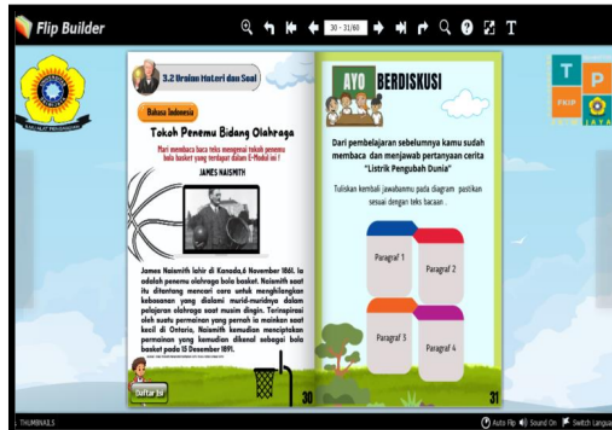 Flip Builder
30 - 31/60
T
3.2 Uraian Materi dan Soal
Bahasa Indonesia
Tokoh Penemu Bidang Olahraga
Mari membaca baca teks mengenai tokoh penemu
bola basket yang terdapat dalam E-Modul ini !
JAMES NAISMITH
James Naismith lahir di Kanada,6 November 1861. Ia
adalah penemu olahraga bola basket. Naismith saat
itu ditantang mencari cara untuk menghilangkan
kebosanan yang dialami murid-muridnya dalam
pelajaran olahraga saat musim dingin. Terinspirasi
oleh suatu permainan yang pernah ia mainkan saat
kecil di Ontario, Naismith kemudian menciptakan
permainan yang kemudian dikenal sebagai bola
basket pada 15 Desember 1891.
Daftar Isi
30
AYO BERDISKUSI
Dari pembelajaran sebelumnya kamu sudah
membaca dan menjawab pertanyaan cerita
"Listrik Pengubah Dunia"
Tuliskan kembali jawabanmu pada diagram pastikan
sesuai dengan teks bacaan .
Paragraf 1
Paragraf 2
Paragraf 3
Paragraf 4
31
T P
FKIP
THUMBNAILS
Auto Flip
Sound On
Switch Langua